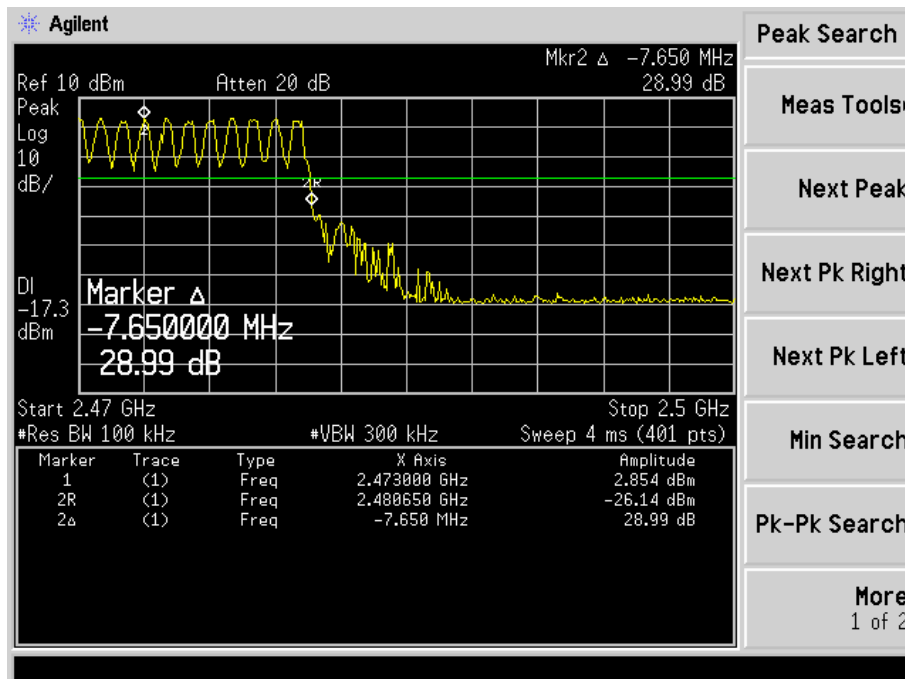 Agilent
Peak Search
Mkr2 Δ -7.650 MHz
Ref 10 dBm Atten 20 dB 28.99 dB
Peak
Log
10
dB/
Meas Tools
2
2R
Next Peak
Next Pk Right
DI
-17.3
dBm
Marker Δ
-7.650000 MHz
28.99 dB
Next Pk Left
Start 2.47 GHz Stop 2.5 GHz
#Res BW 100 kHz #VBW 300 kHz Sweep 4 ms (401 pts)
Min Search
Marker Trace Type X Axis Amplitude
1 (1) Freq 2.473000 GHz 2.854 dBm
2R (1) Freq 2.480650 GHz -26.14 dBm
2Δ (1) Freq -7.650 MHz 28.99 dB
Pk-Pk Search
More
1 of 2